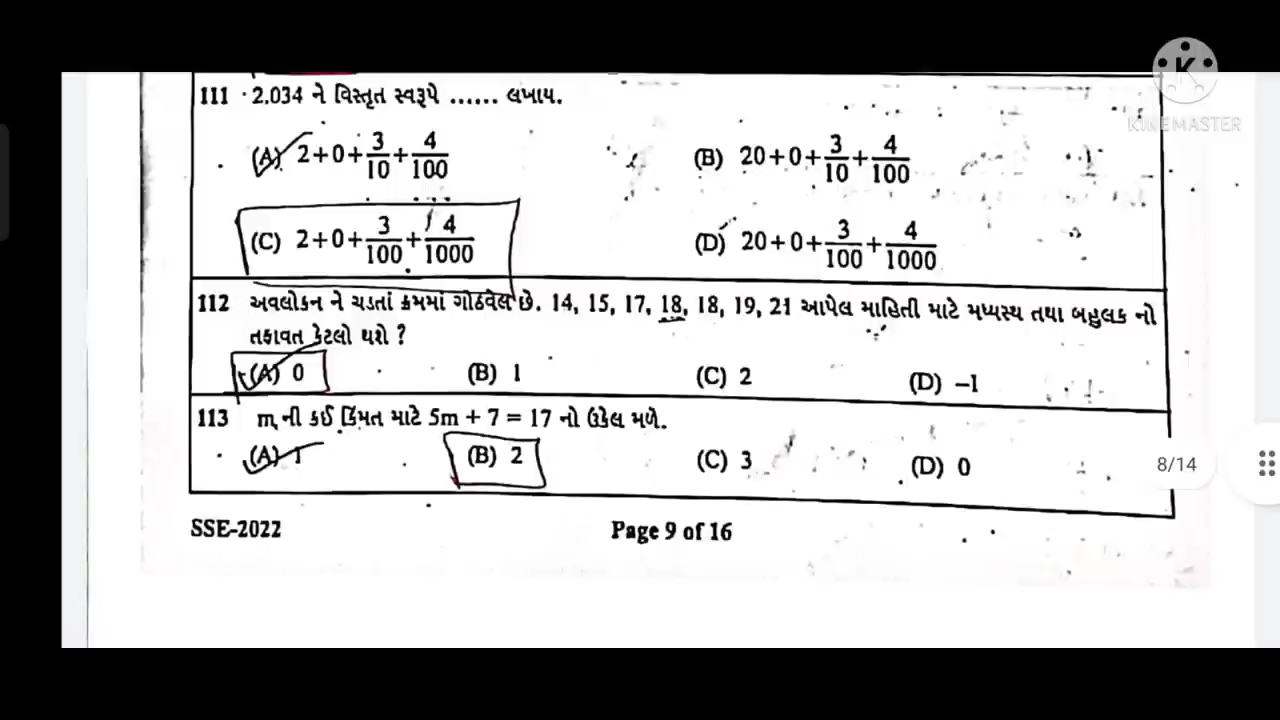 KINEMASTER
111 2.034 ને વિસ્તૃત સ્વરૂપે ...... લખાય.
(A) 2+0+3/10+4/100 (B) 20+0+3/10+4/100
(C) 2+0+3/100+4/1000 (D) 20+0+3/100+4/1000
112 અવલોકન ને ચડતાં ક્રમમાં ગોઠવેલ છે. 14, 15, 17, 18, 18, 19, 21 આપેલ માહિતી માટે મધ્યસ્થ તથા બહુલક નો
તફાવત કેટલો થશે ?
(A) 0 (B) 1 (C) 2 (D) –1
113 m ની કઈ કિંમત માટે 5m + 7 = 17 નો ઉકેલ મળે.
(A) 1 (B) 2 (C) 3 (D) 0
8/14
SSE-2022 Page 9 of 16